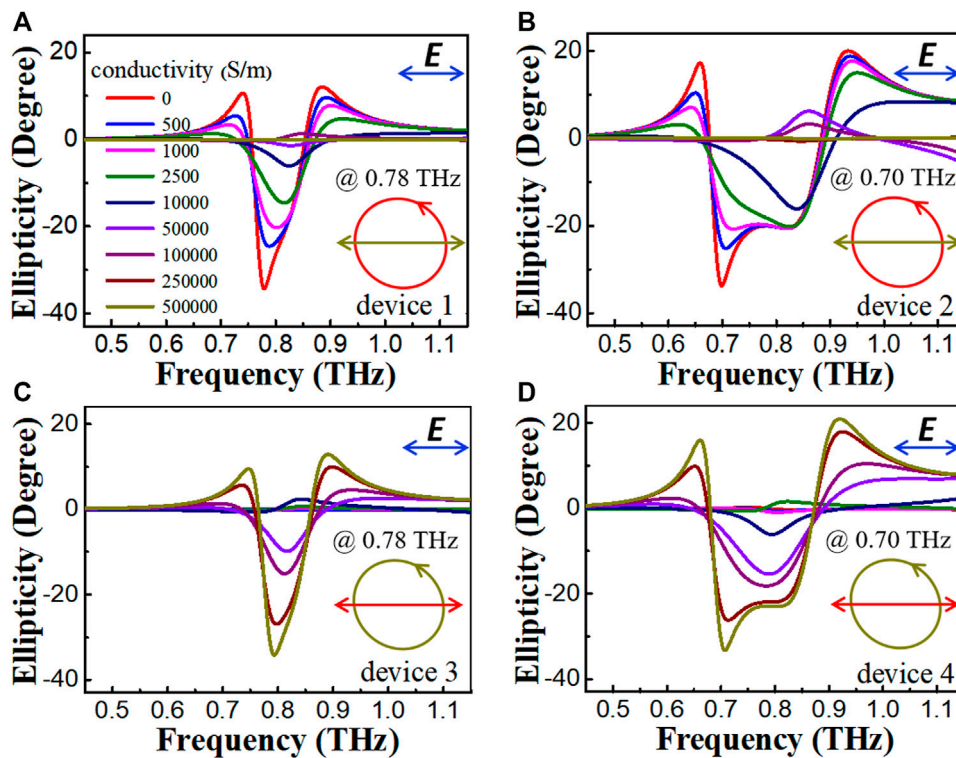 A
Ellipticity (Degree)
20
0
-20
-40
conductivity (S/m)
0
500
1000
2500
10000
50000
100000
250000
500000
E
@ 0.78 THz
device 1
0.5 0.6 0.7 0.8 0.9 1.0 1.1
Frequency (THz)
B
Ellipticity (Degree)
20
0
-20
-40
E
@ 0.70 THz
device 2
0.5 0.6 0.7 0.8 0.9 1.0 1.1
Frequency (THz)
C
Ellipticity (Degree)
20
0
-20
-40
E
@ 0.78 THz
device 3
0.5 0.6 0.7 0.8 0.9 1.0 1.1
Frequency (THz)
D
Ellipticity (Degree)
20
0
-20
-40
E
@ 0.70 THz
device 4
0.5 0.6 0.7 0.8 0.9 1.0 1.1
Frequency (THz)